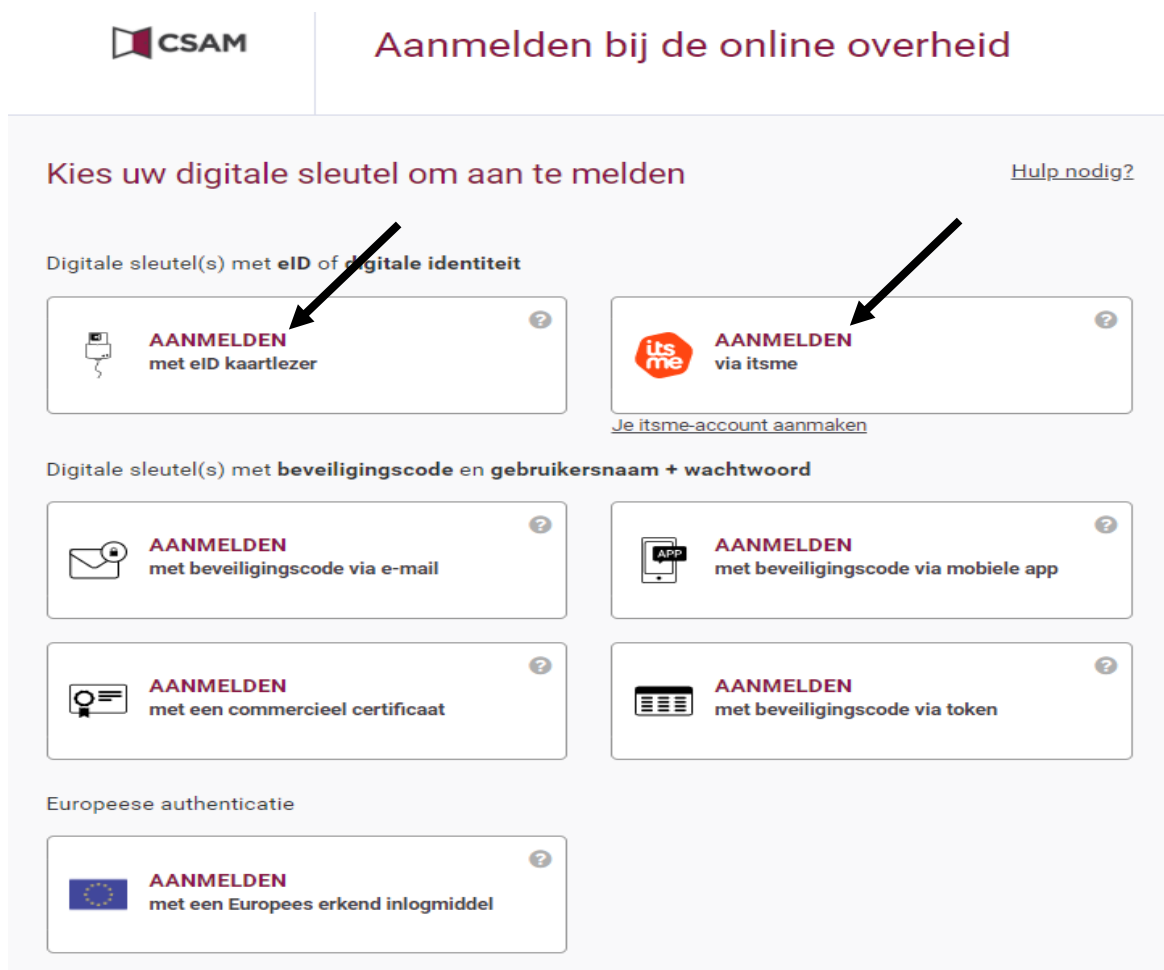 CSAM
Aanmelden bij de online overheid
Kies uw digitale sleutel om aan te melden
Hulp nodig?
Digitale sleutel(s) met eID of digitale identiteit
?
AANMELDEN
met eID kaartlezer
?
its
me
AANMELDEN
via itsme
Je itsme-account aanmaken
Digitale sleutel(s) met beveiligingscode en gebruikersnaam + wachtwoord
?
AANMELDEN
met beveiligingscode via e-mail
?
APP
AANMELDEN
met beveiligingscode via mobiele app
?
AANMELDEN
met een commercieel certificaat
?
AANMELDEN
met beveiligingscode via token
Europeese authenticatie
?
AANMELDEN
met een Europees erkend inlogmiddel